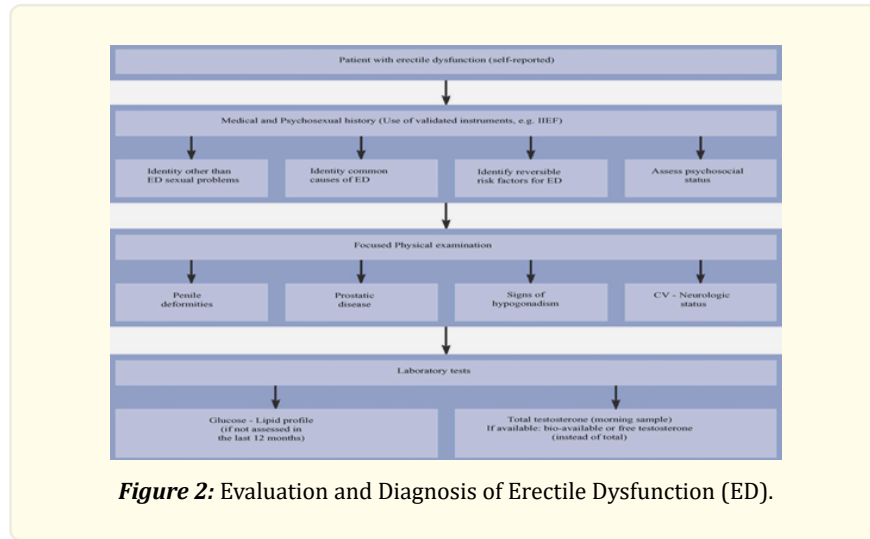 Patient with erectile dysfunction (self-reported)
Medical and Psychosexual history (Use of validated instruments, e.g. IIEF)
Identity other than
ED sexual problems
Identity common
causes of ED
Identify reversible
risk factors for ED
Assess psychosocial
status
Focused Physical examination
Penile
deformities
Prostatic
disease
Signs of
hypogonadism
CV - Neurologic
status
Laboratory tests
Glucose - Lipid profile
(if not assessed in
the last 12 months)
Total testosterone (morning sample)
If available: bio-available or free testosterone
(instead of total)
Figure 2: Evaluation and Diagnosis of Erectile Dysfunction (ED).